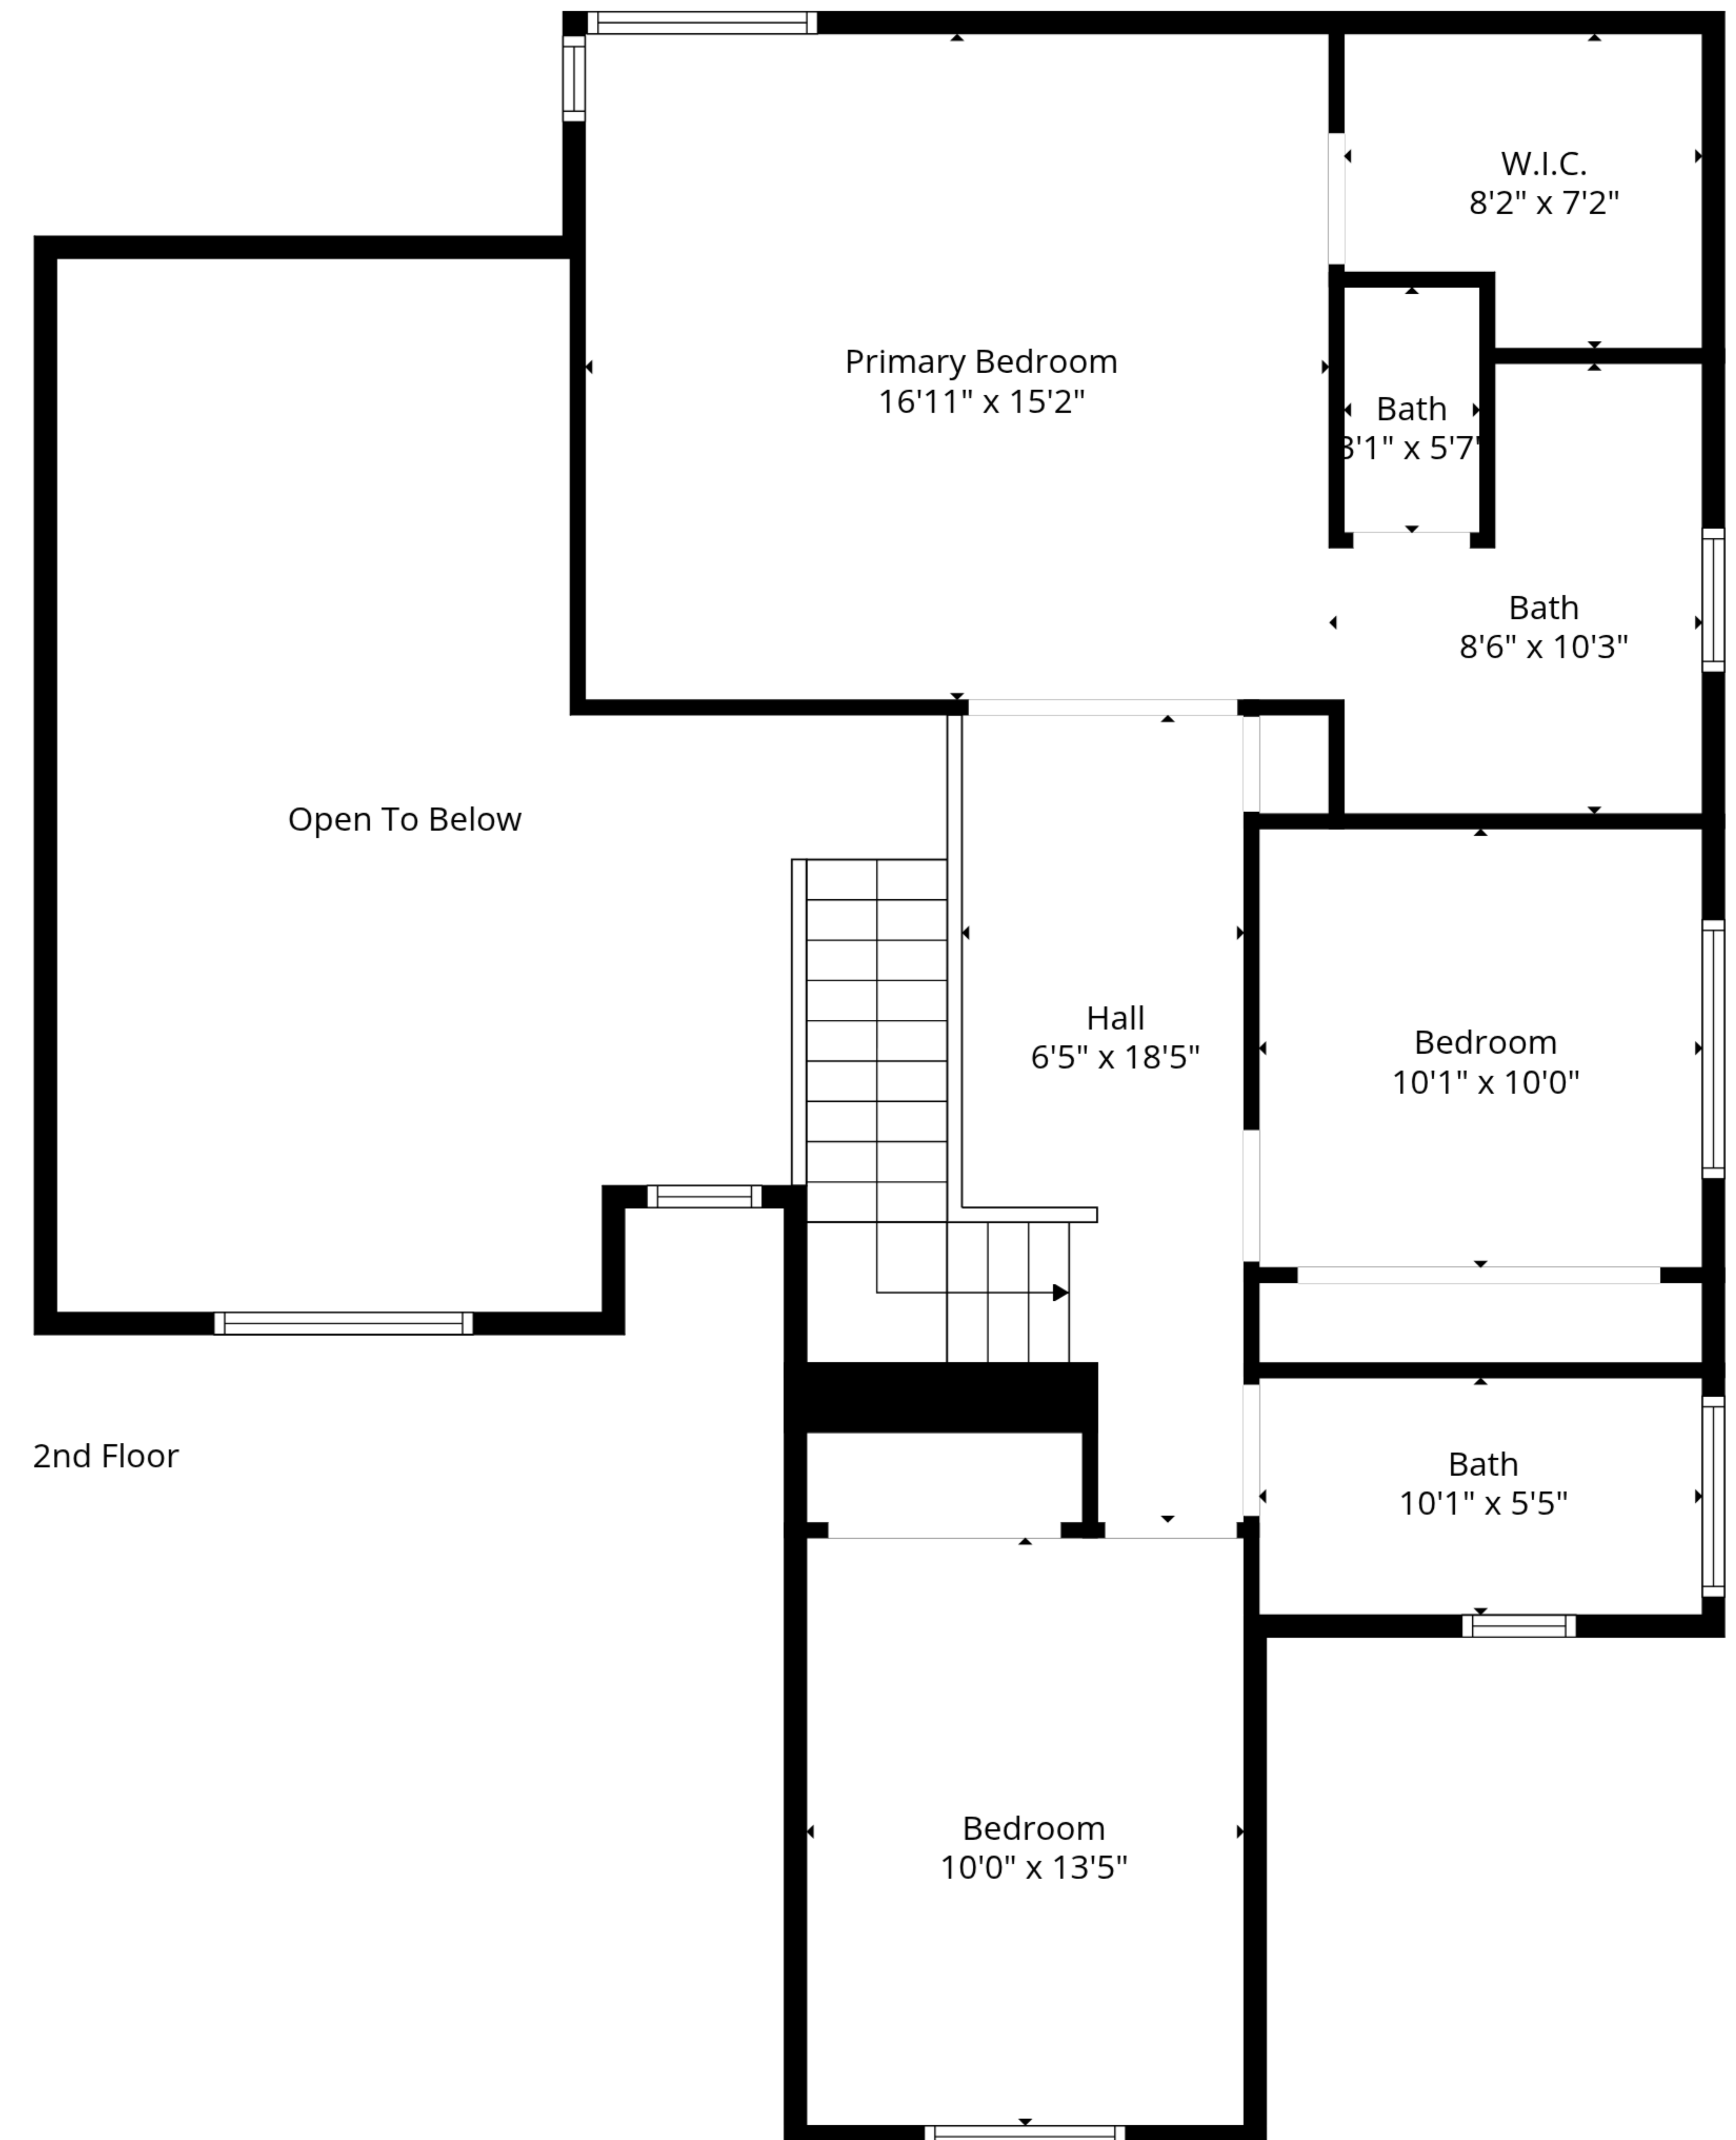 W.I.C.
8'2" x 7'2"
Primary Bedroom
16'11" x 15'2"
Bath
3'1" x 5'7"
Bath
8'6" x 10'3"
Open To Below
Hall
6'5" x 18'5"
Bedroom
10'1" x 10'0"
2nd Floor
Bath
10'1" x 5'5"
Bedroom
10'0" x 13'5"